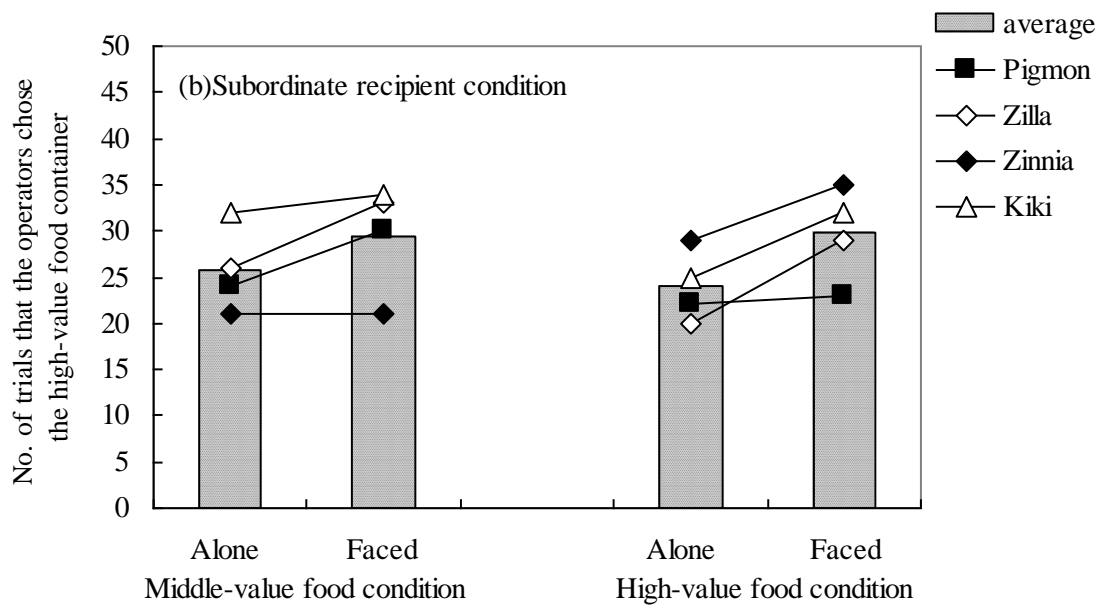 50
45
40
35
30
25
20
15
10
5
0
No. of trials that the operators chose
the high-value food container
(b)Subordinate recipient condition
average
Pigmon
Zilla
Zinnia
Kiki
Alone Faced Alone Faced
Middle-value food condition High-value food condition